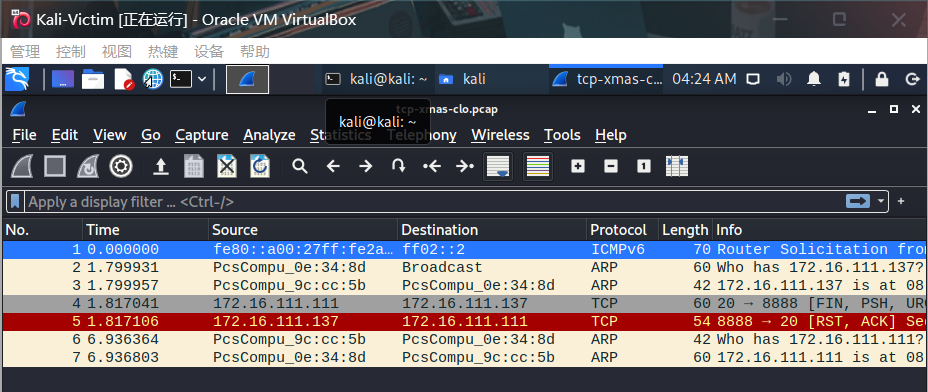 Kali-Victim [正在运行] - Oracle VM VirtualBox
管理 控制 视图 热键 设备 帮助
kali@kali: ~ kali tcp-xmas-c... 04:24 AM
tcp-xmas-clo.pcap
kali@kali: ~
File Edit View Go Capture Analyze Statistics Telephony Wireless Tools Help
Apply a display filter ... <Ctrl-/>
No. Time Source Destination Protocol Length Info
1 0.000000 fe80::a00:27ff:fe2a... ff02::2 ICMPv6 70 Router Solicitation from
2 1.799931 PcsCompu_0e:34:8d Broadcast ARP 60 Who has 172.16.111.137?
3 1.799957 PcsCompu_9c:cc:5b PcsCompu_0e:34:8d ARP 42 172.16.111.137 is at 08
4 1.817041 172.16.111.111 172.16.111.137 TCP 60 20 → 8888 [FIN, PSH, URG
5 1.817106 172.16.111.137 172.16.111.111 TCP 54 8888 → 20 [RST, ACK] Se
6 6.936364 PcsCompu_9c:cc:5b PcsCompu_0e:34:8d ARP 42 Who has 172.16.111.111?
7 6.936803 PcsCompu_0e:34:8d PcsCompu_9c:cc:5b ARP 60 172.16.111.111 is at 08